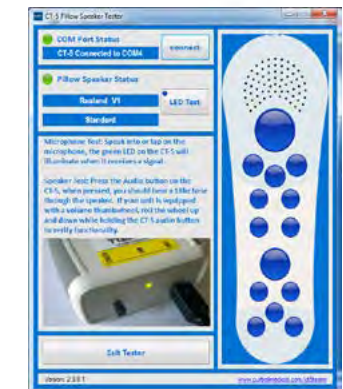 CT-5 Pillow Speaker Tester
COM Port Status
CT-5 Connected to COM4
connect
Pillow Speaker Status
Rauland V1
LED Test
Standard
Microphone Test: Speak into or tap on the
microphone, the green LED on the CT-5 will
illuminate when it receives a signal.
Speaker Test: Press the Audio button on the
CT-5, when pressed, you should hear a
tone
through the speaker. If your unit is equipped
with a volume thumbwheel, roll the wheel up
and down while holding the CT-5 audio button
to verify functionality.
Exit Tester
Version: 2.3.0.1